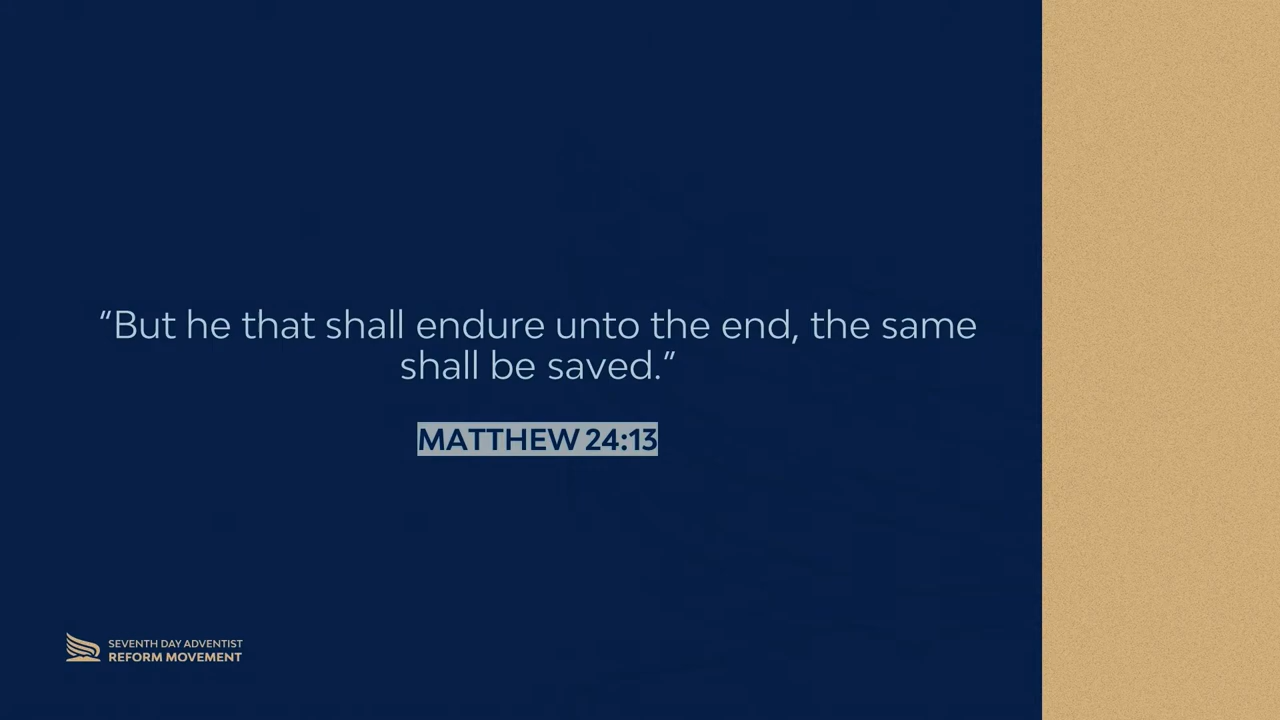 “But he that shall endure unto the end, the same
shall be saved.”
MATTHEW 24:13
SEVENTH DAY ADVENTIST
REFORM MOVEMENT